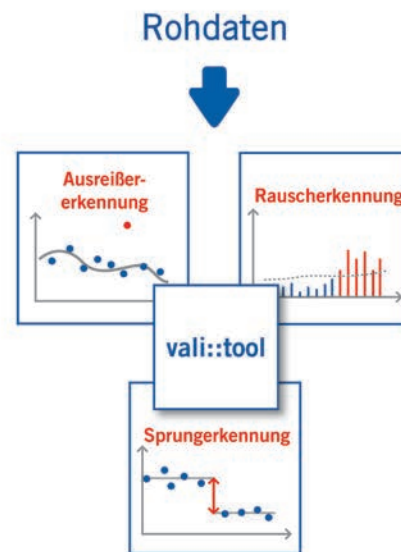 Rohdaten
Ausreißer-
erkennung
Rauscherkennung
vali::tool
Sprungerkennung